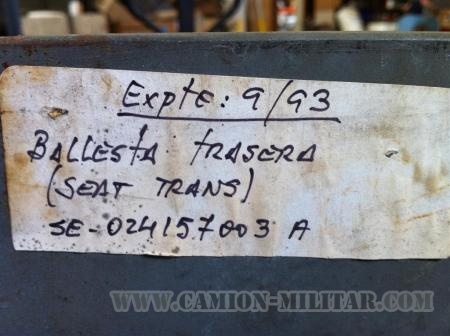 Expte: 9/93
BALLESTA TRASERA
(SEAT TRANS)
SE-024157003 A
WWW.CAMION-MILITAR.COM